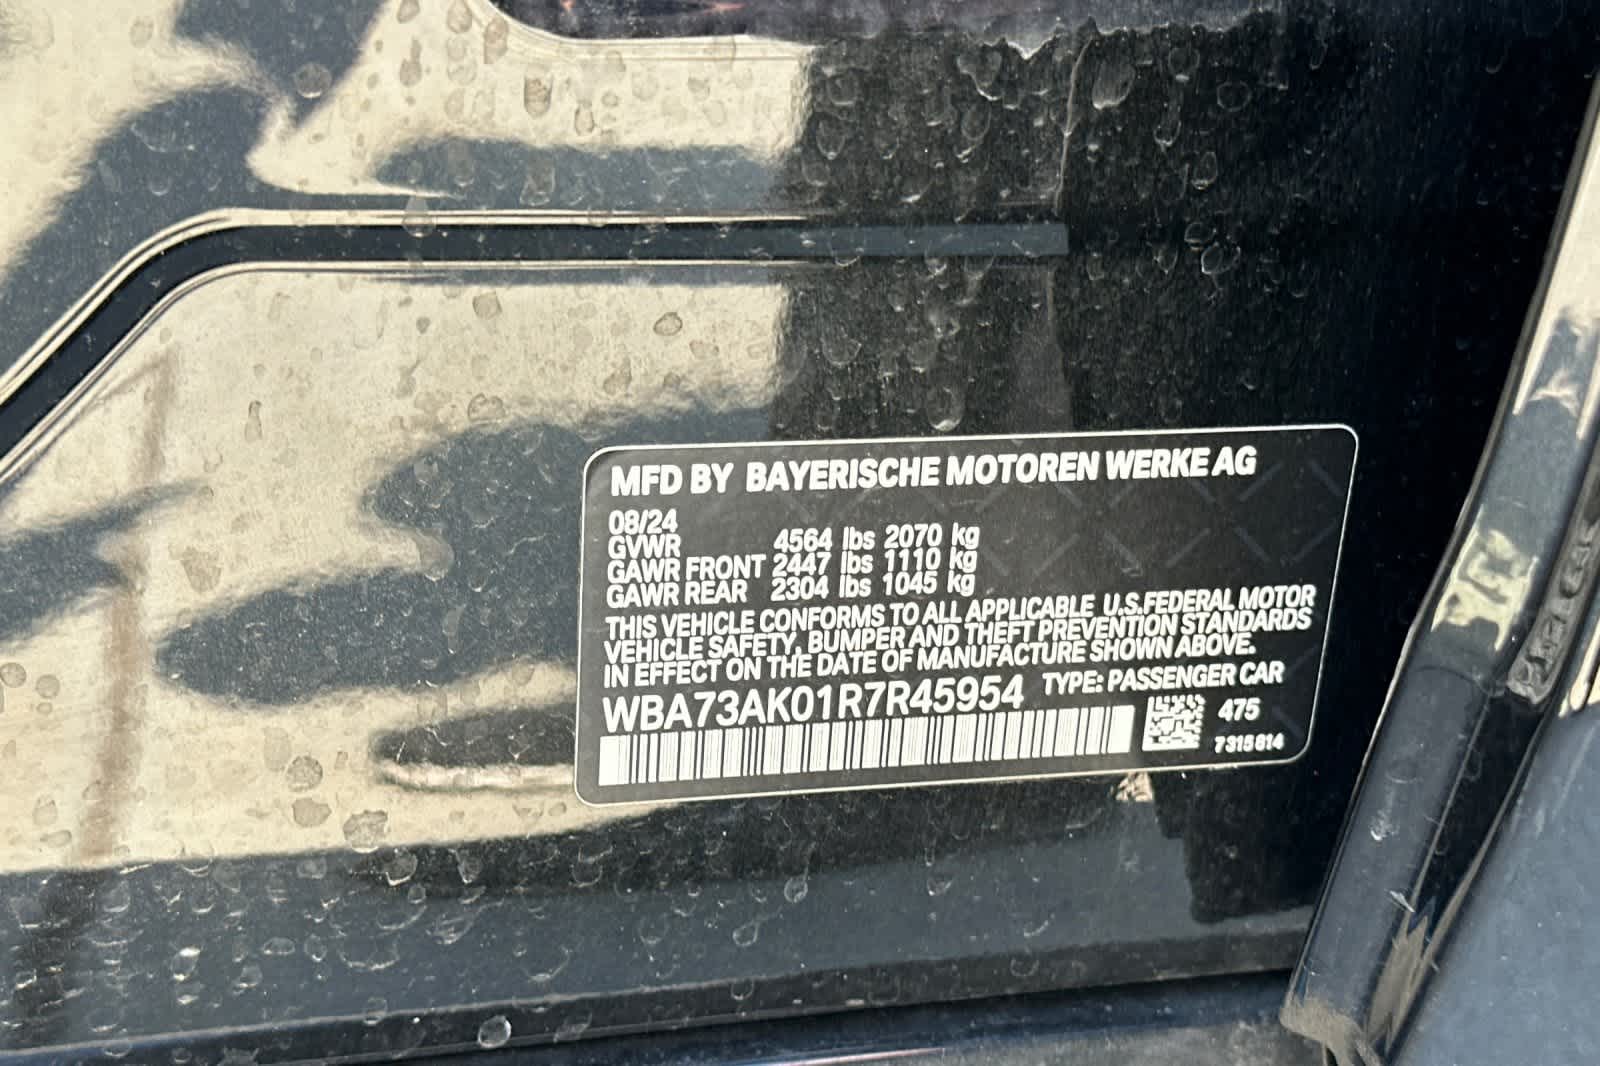 MFD BY BAYERISCHE MOTOREN WERKE AG
08/24
GVWR 4564 lbs 2070 kg
GAWR FRONT 2447 lbs 1110 kg
GAWR REAR 2304 lbs 1045 kg
THIS VEHICLE CONFORMS TO ALL APPLICABLE U.S.FEDERAL MOTOR
VEHICLE SAFETY, BUMPER AND THEFT PREVENTION STANDARDS
IN EFFECT ON THE DATE OF MANUFACTURE SHOWN ABOVE.
WBA73AK01R7R45954 TYPE: PASSENGER CAR
475
7315814